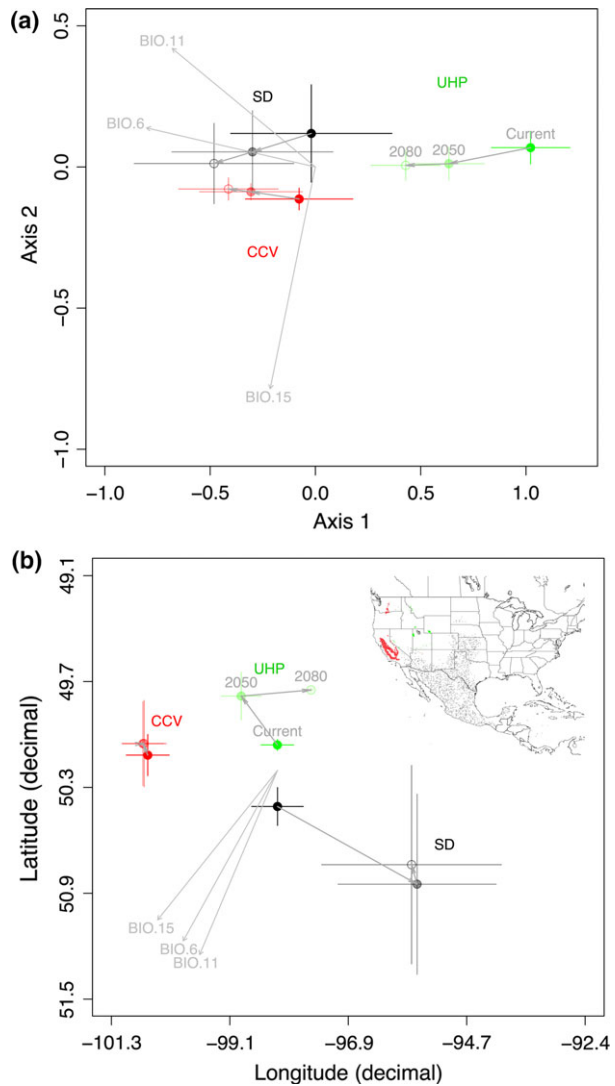 (a)
0.5
0.0
−0.5
−1.0
Axis 2
BIO.11
BIO.6
SD
UHP
Current
2080
2050
CCV
BIO.15
−1.0
−0.5
0.0
0.5
1.0
Axis 1
(b)
49.1
49.7
50.3
50.9
51.5
Latitude (decimal)
UHP
2050
2080
CCV
Current
SD
BIO.15
BIO.6
BIO.11
−101.3
−99.1
−96.9
−94.7
−92.4
Longitude (decimal)